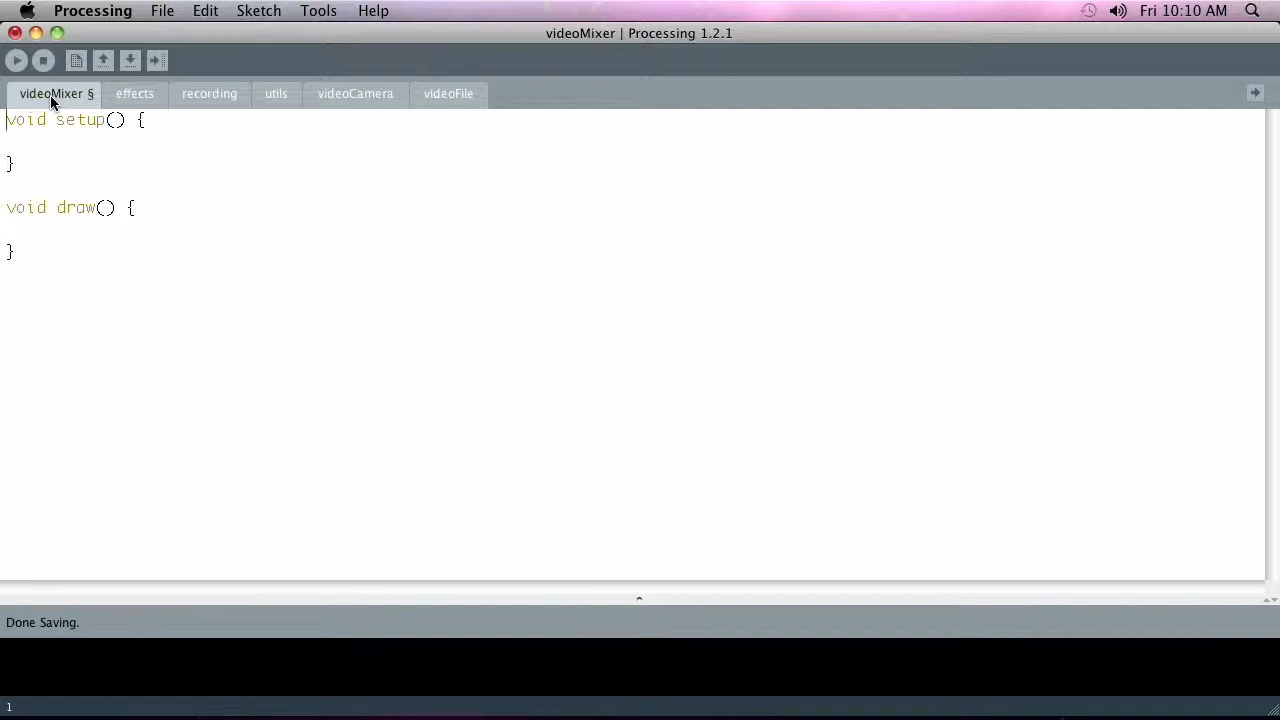 Processing File Edit Sketch Tools Help Fri 10:10 AM
videoMixer | Processing 1.2.1
videoMixer § effects recording utils videoCamera videoFile
void setup() {
}
void draw() {
}
Done Saving.
1